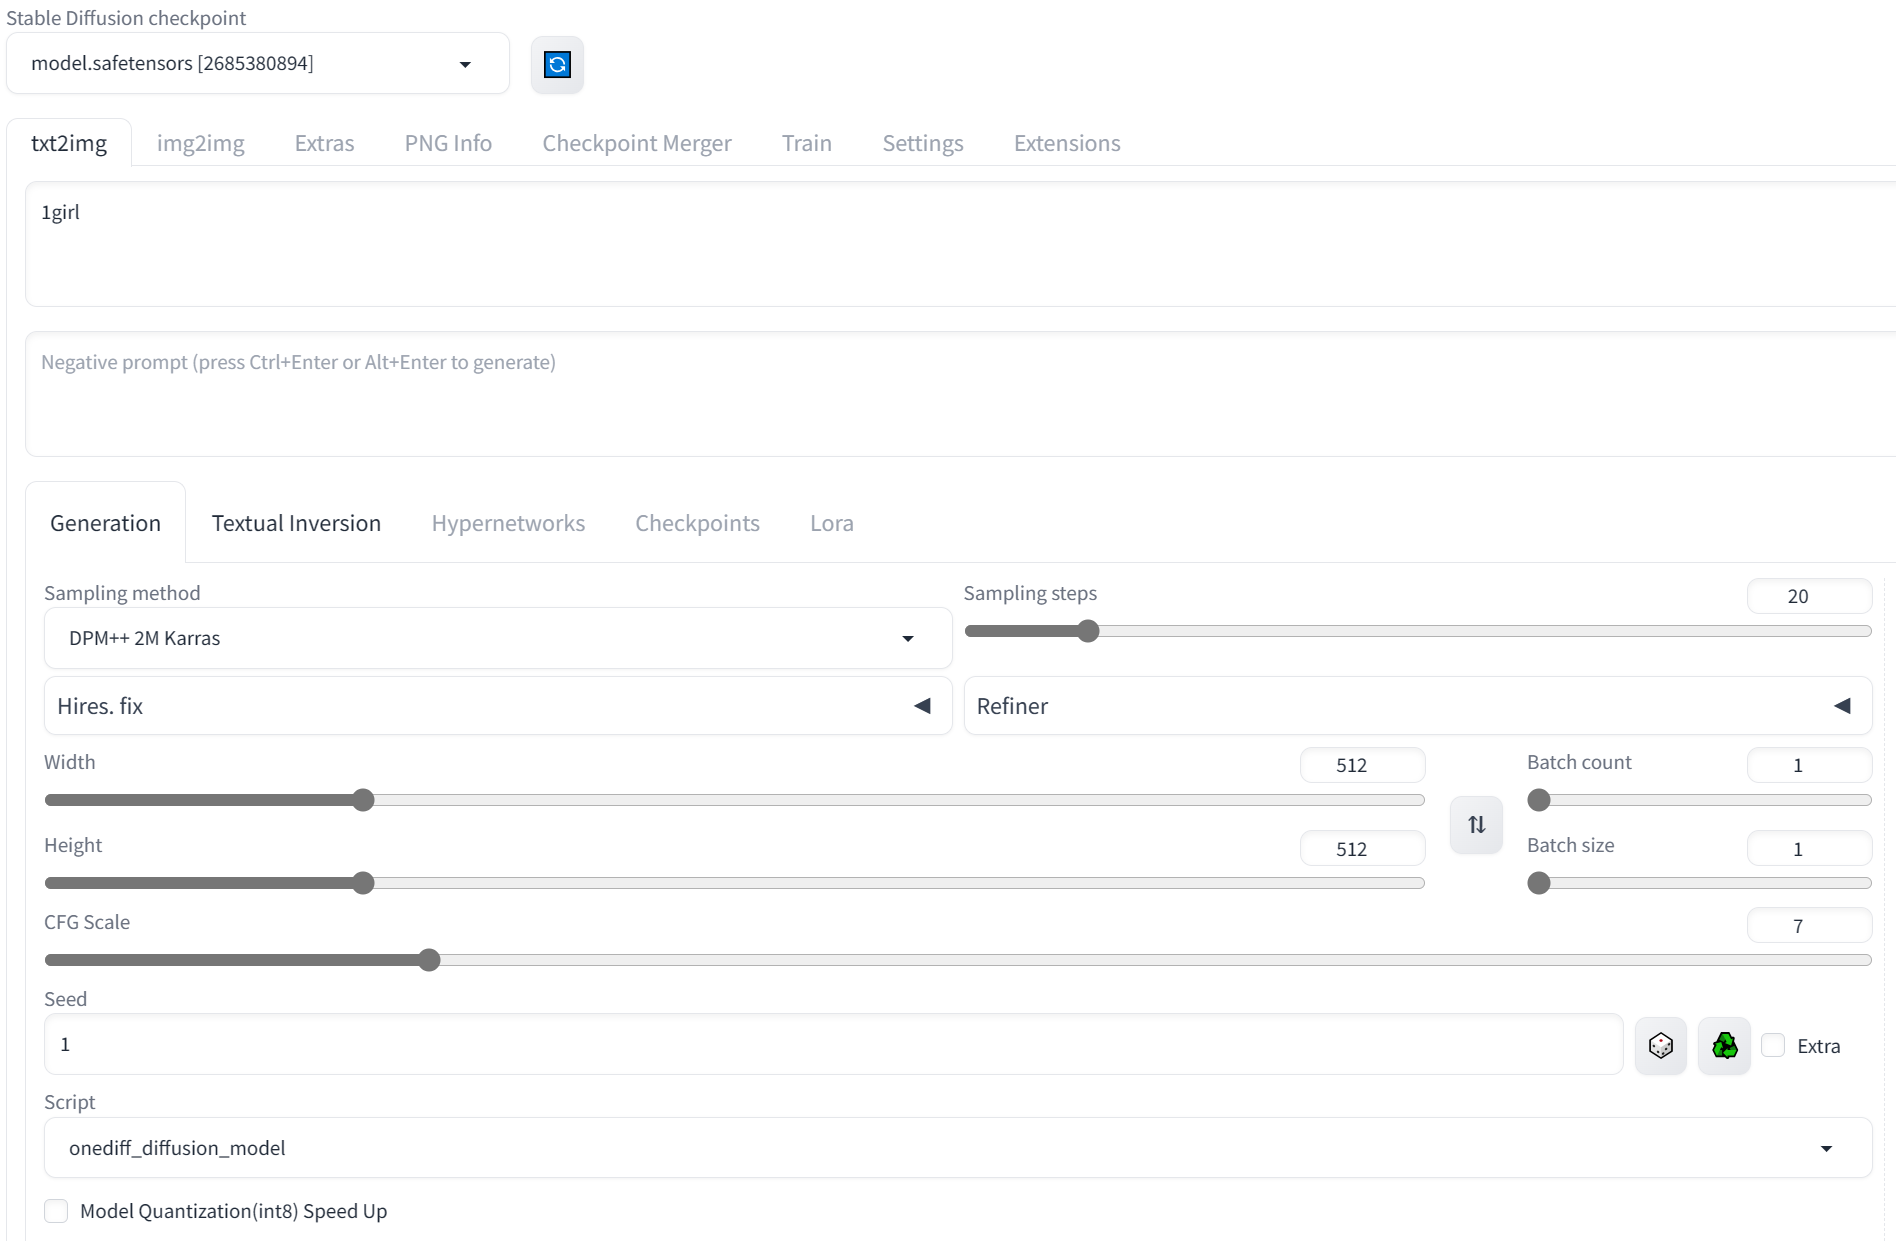 Stable Diffusion checkpoint
model.safetensors [2685380894]
txt2img img2img Extras PNG Info Checkpoint Merger Train Settings Extensions
1girl
Negative prompt (press Ctrl+Enter or Alt+Enter to generate)
Generation Textual Inversion Hypernetworks Checkpoints Lora
Sampling method
DPM++ 2M Karras
Sampling steps 20
Hires. fix
Refiner
Width 512
Batch count 1
Height 512
Batch size 1
CFG Scale 7
Seed
1
Extra
Script
onediff_diffusion_model
Model Quantization(int8) Speed Up